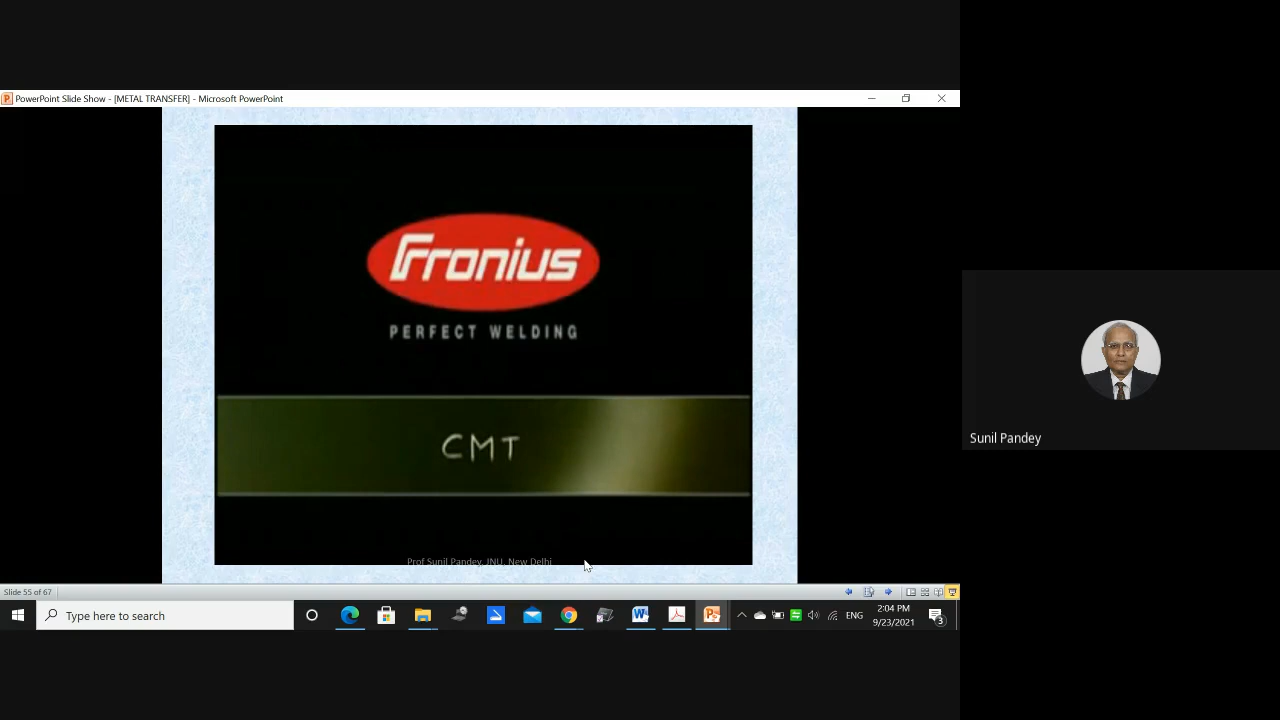 PowerPoint Slide Show - [METAL TRANSFER] - Microsoft PowerPoint
Fronius
PERFECT WELDING
CMT
Prof Sunil Pandey, JNU, New Delhi
Sunil Pandey
Slide 55 of 67
Type here to search
ENG
2:04 PM
9/23/2021
3